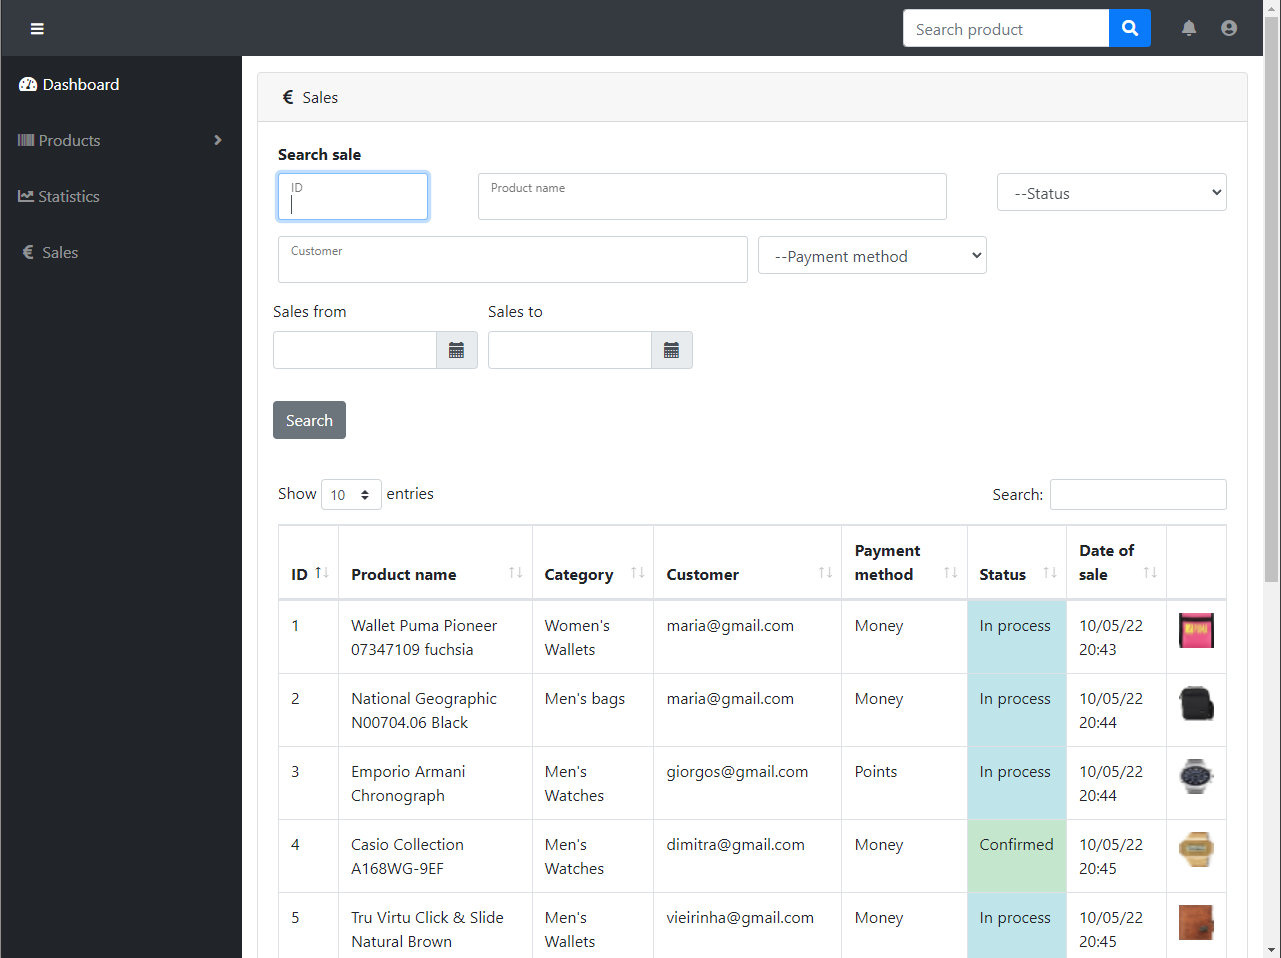 Search product
Dashboard
Products
Statistics
Sales
Sales
Search sale
ID
Product name
--Status
Customer
--Payment method
Sales from
Sales to
Search
Show 10 entries
Search:
ID
Product name
Category
Customer
Payment method
Status
Date of sale
1
Wallet Puma Pioneer
07347109 fuchsia
Women's
Wallets
maria@gmail.com
Money
In process
10/05/22
20:43
2
National Geographic
N00704.06 Black
Men's bags
maria@gmail.com
Money
In process
10/05/22
20:44
3
Emporio Armani
Chronograph
Men's
Watches
giorgos@gmail.com
Points
In process
10/05/22
20:44
4
Casio Collection
A168WG-9EF
Men's
Watches
dimitra@gmail.com
Money
Confirmed
10/05/22
20:45
5
Tru Virtu Click & Slide
Natural Brown
Men's
Wallets
vieirinha@gmail.com
Money
In process
10/05/22
20:45